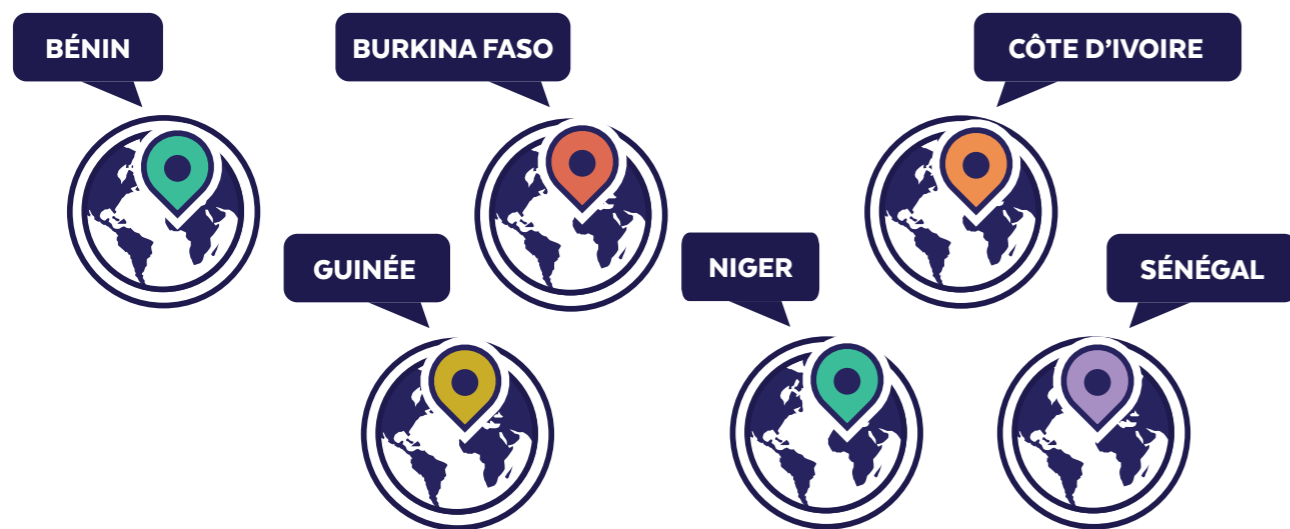 BÉNIN
BURKINA FASO
CÔTE D’IVOIRE
GUINÉE
NIGER
SÉNÉGAL